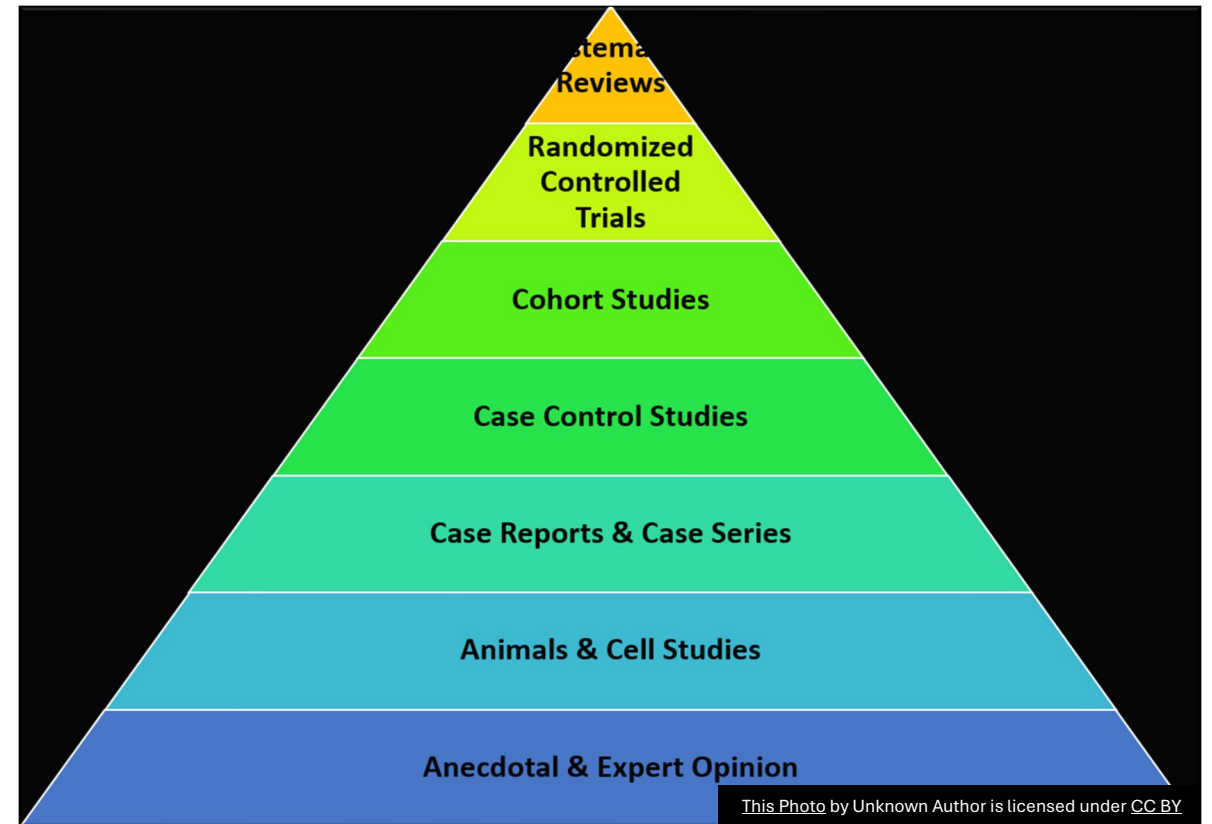 stema
Reviews
Randomized
Controlled
Trials
Cohort Studies
Case Control Studies
Case Reports & Case Series
Animals & Cell Studies
Anecdotal & Expert Opinion
This Photo by Unknown Author is licensed under CC BY